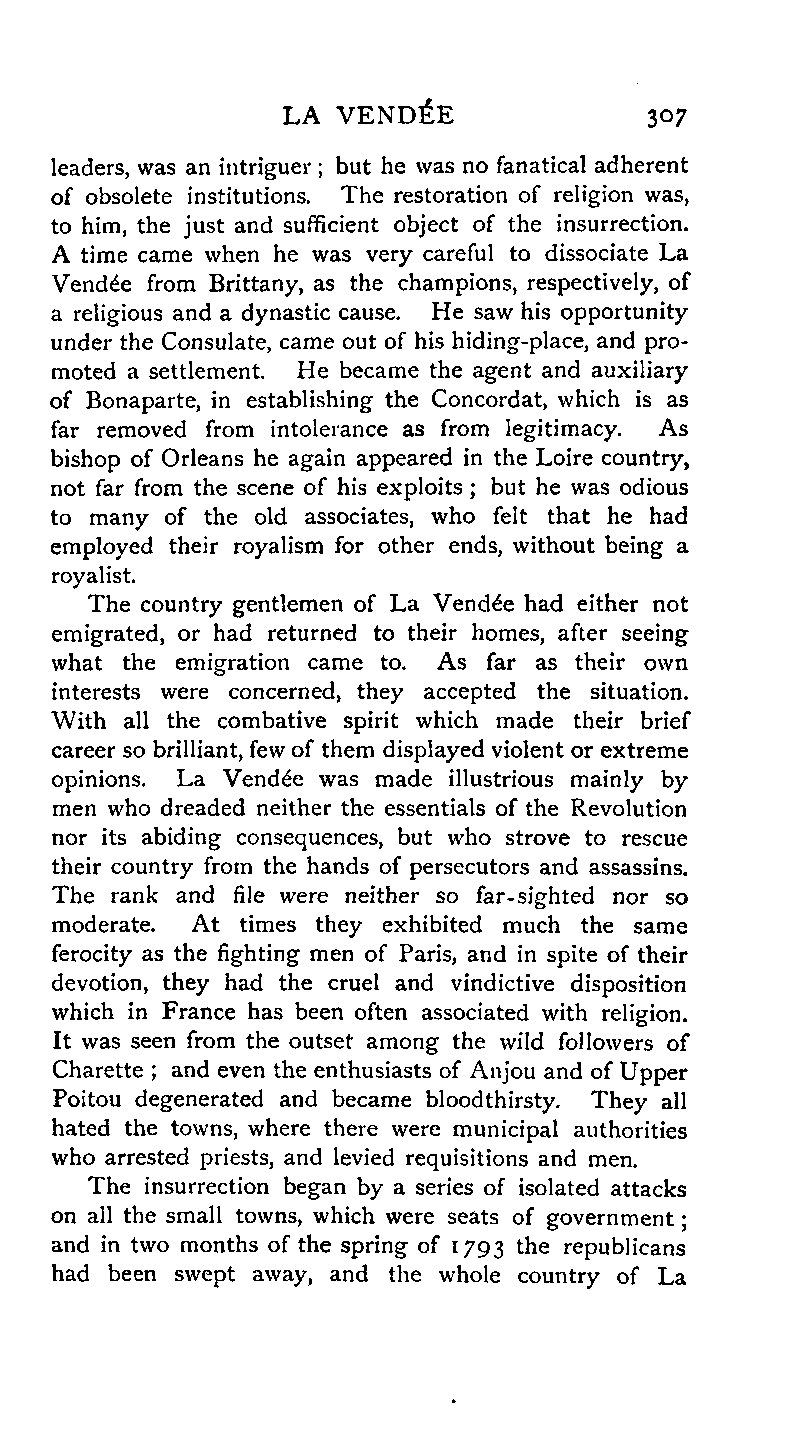 LA VENDÉE 307
leaders, was an intriguer ; but he was no fanatical adherent
of obsolete institutions. The restoration of religion was,
to him, the just and sufficient object of the insurrection.
A time came when he was very careful to dissociate La
Vendée from Brittany, as the champions, respectively, of
a religious and a dynastic cause. He saw his opportunity
under the Consulate, came out of his hiding-place, and pro-
moted a settlement. He became the agent and auxiliary
of Bonaparte, in establishing the Concordat, which is as
far removed from intolerance as from legitimacy. As
bishop of Orleans he again appeared in the Loire country,
not far from the scene of his exploits ; but he was odious
to many of the old associates, who felt that he had
employed their royalism for other ends, without being a
royalist.
The country gentlemen of La Vendée had either not
emigrated, or had returned to their homes, after seeing
what the emigration came to. As far as their own
interests were concerned, they accepted the situation.
With all the combative spirit which made their brief
career so brilliant, few of them displayed violent or extreme
opinions. La Vendée was made illustrious mainly by
men who dreaded neither the essentials of the Revolution
nor its abiding consequences, but who strove to rescue
their country from the hands of persecutors and assassins.
The rank and file were neither so far-sighted nor so
moderate. At times they exhibited much the same
ferocity as the fighting men of Paris, and in spite of their
devotion, they had the cruel and vindictive disposition
which in France has been often associated with religion.
It was seen from the outset among the wild followers of
Charette ; and even the enthusiasts of Anjou and of Upper
Poitou degenerated and became bloodthirsty. They all
hated the towns, where there were municipal authorities
who arrested priests, and levied requisitions and men.
The insurrection began by a series of isolated attacks
on all the small towns, which were seats of government ;
and in two months of the spring of 1793 the republicans
had been swept away, and the whole country of La